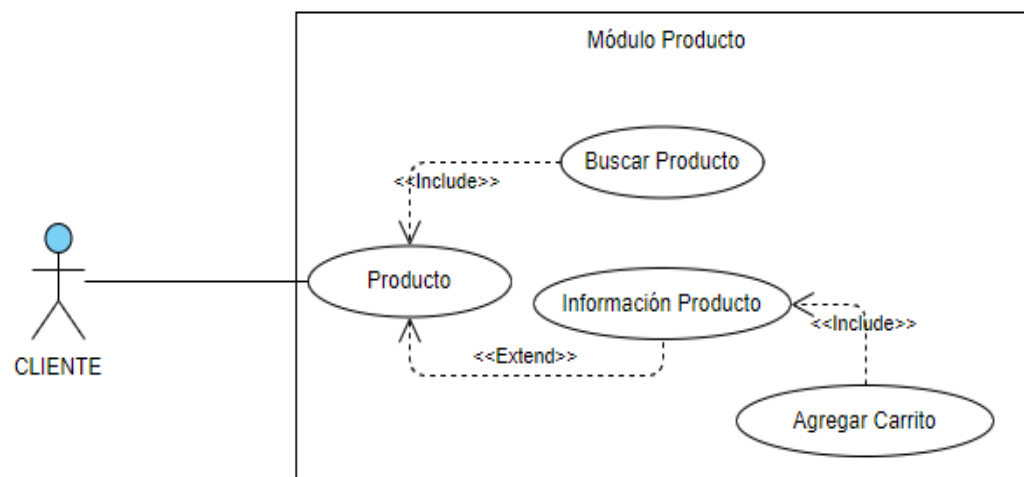 Módulo Producto
Buscar Producto
<<Include>>
Producto
Información Producto
<<Include>>
<<Extend>>
CLIENTE
Agregar Carrito